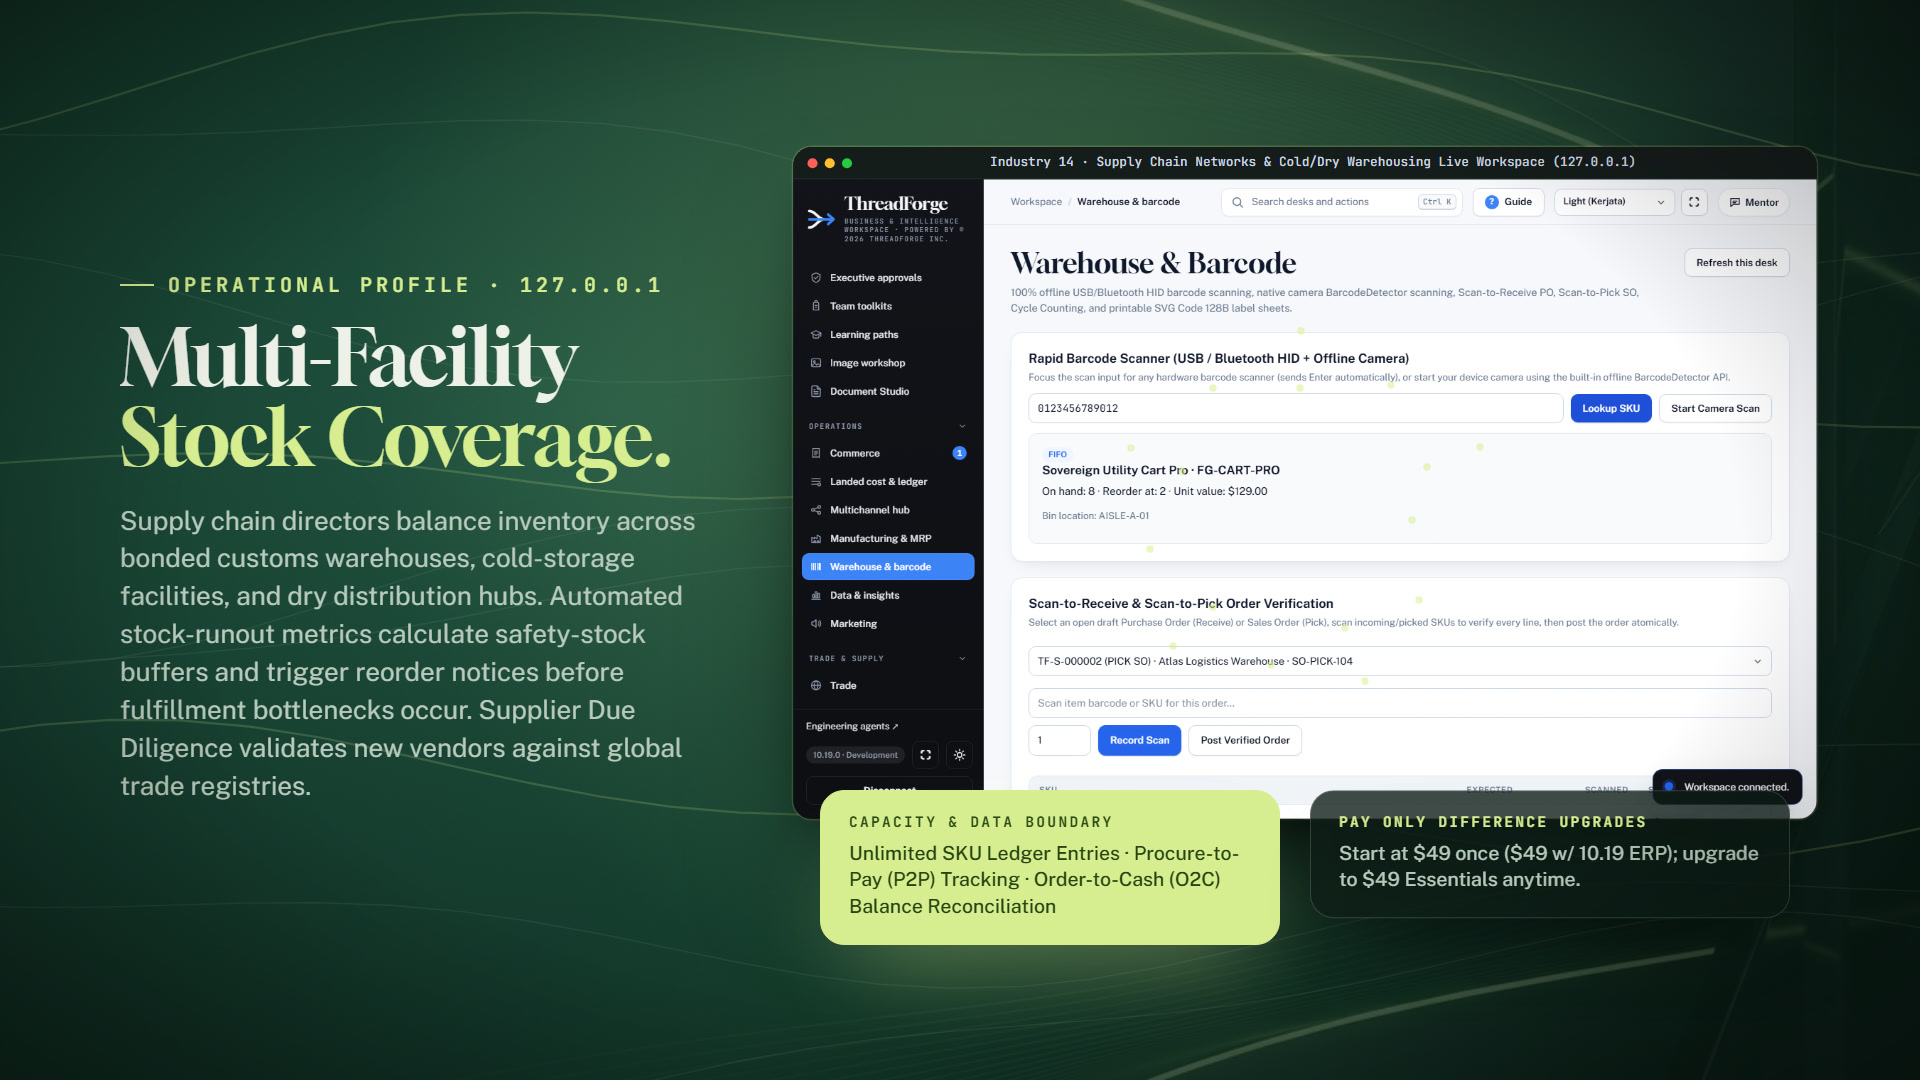 OPERATIONAL PROFILE · 127.0.0.1
Multi-Facility
Stock Coverage.
Supply chain directors balance inventory across
bonded customs warehouses, cold-storage
facilities, and dry distribution hubs. Automated
stock-runout metrics calculate safety-stock
buffers and trigger reorder notices before
fulfillment bottlenecks occur. Supplier Due
Diligence validates new vendors against global
trade registries.
Industry 14 · Supply Chain Networks & Cold/Dry Warehousing Live Workspace (127.0.0.1)
ThreadForge
BUSINESS & INTELLIGENCE
WORKSPACE · POWERED BY ©
2026 THREADFORGE INC.
Executive approvals
Team toolkits
Learning paths
Image workshop
Document Studio
OPERATIONS
Commerce 1
Landed cost & ledger
Multichannel hub
Manufacturing & MRP
Warehouse & barcode
Data & insights
Marketing
TRADE & SUPPLY
Trade
Engineering agents ↗
10.19.0 · Development
Workspace / Warehouse & barcode
Search desks and actions Ctrl K
? Guide
Light (Kerjata)
Mentor
Warehouse & Barcode
Refresh this desk
100% offline USB/Bluetooth HID barcode scanning, native camera BarcodeDetector scanning, Scan-to-Receive PO, Scan-to-Pick SO,
Cycle Counting, and printable SVG Code 128B label sheets.
Rapid Barcode Scanner (USB / Bluetooth HID + Offline Camera)
Focus the scan input for any hardware barcode scanner (sends Enter automatically), or start your device camera using the built-in offline BarcodeDetector API.
0123456789012
Lookup SKU
Start Camera Scan
FIFO
Sovereign Utility Cart Pro · FG-CART-PRO
On hand: 8 · Reorder at: 2 · Unit value: $129.00
Bin location: AISLE-A-01
Scan-to-Receive & Scan-to-Pick Order Verification
Select an open draft Purchase Order (Receive) or Sales Order (Pick), scan incoming/picked SKUs to verify every line, then post the order atomically.
TF-S-000002 (PICK SO) · Atlas Logistics Warehouse · SO-PICK-104
Scan item barcode or SKU for this order...
1
Record Scan
Post Verified Order
SKU EXPECTED SCANNED
Workspace connected.
CAPACITY & DATA BOUNDARY
Unlimited SKU Ledger Entries · Procure-to-
Pay (P2P) Tracking · Order-to-Cash (O2C)
Balance Reconciliation
PAY ONLY DIFFERENCE UPGRADES
Start at $49 once ($49 w/ 10.19 ERP); upgrade
to $49 Essentials anytime.